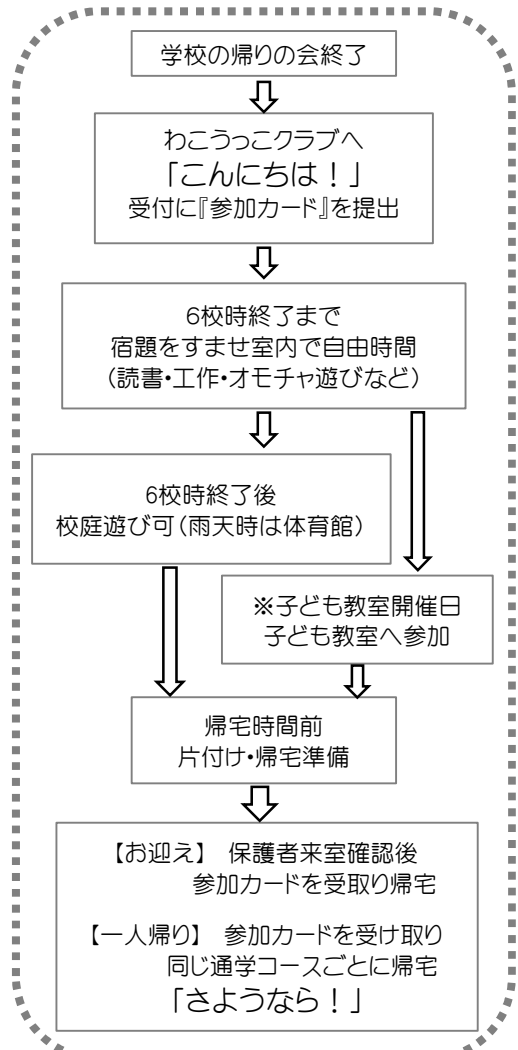 学校の帰りの会終了
わこうっこクラブへ
「こんにちは！」
受付に『参加カード』を提出
6校時終了まで
宿題をすませ室内で自由時間
（読書・工作・オモチャ遊びなど）
6校時終了後
校庭遊び可（雨天時は体育館）
※子ども教室開催日
子ども教室へ参加
帰宅時間前
片付け・帰宅準備
【お迎え】 保護者来室確認後
参加カードを受取り帰宅
【一人帰り】 参加カードを受け取り
同じ通学コースごとに帰宅
「さようなら！」